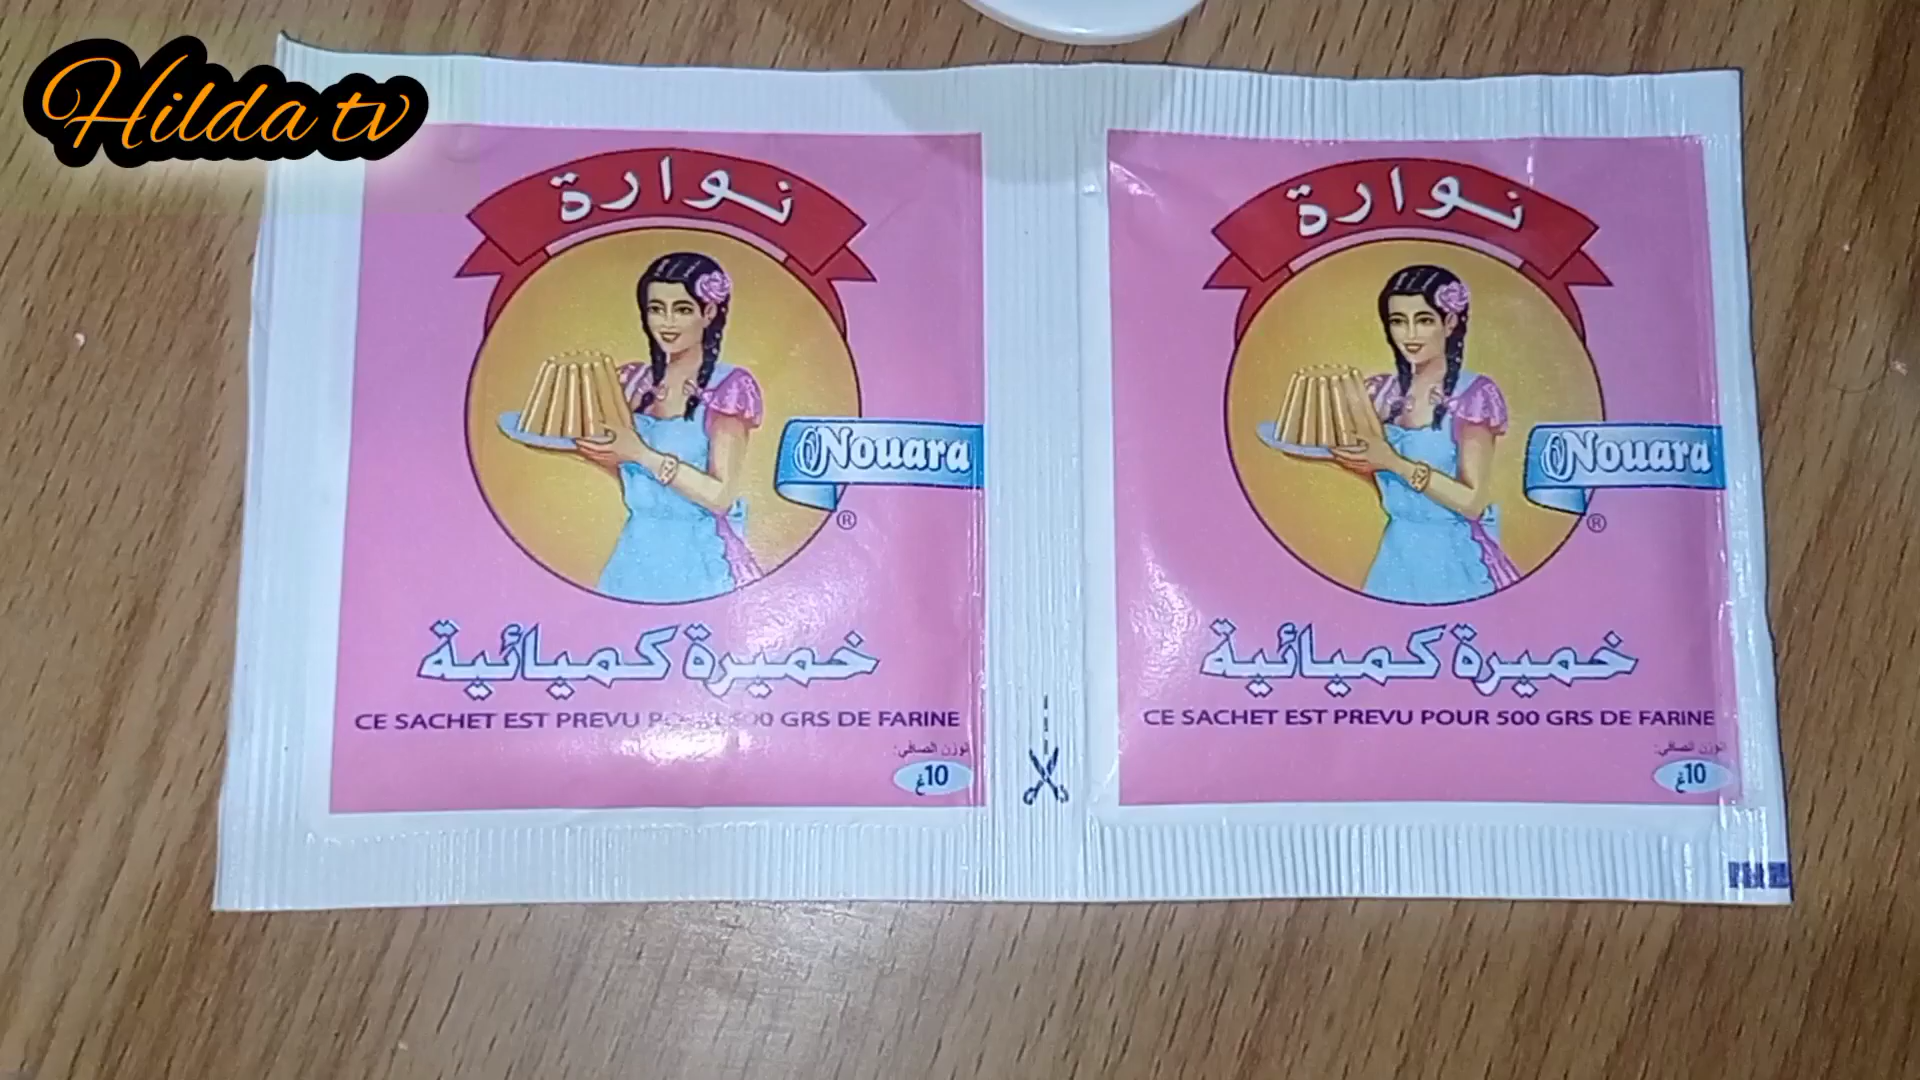 Hilda tv
نوارة
Nouara
®
خميرة كميائية
CE SACHET EST PREVU POUR 500 GRS DE FARINE
الوزن الصافي:
10غ
نوارة
Nouara
®
خميرة كميائية
CE SACHET EST PREVU POUR 500 GRS DE FARINE
الوزن الصافي:
10غ